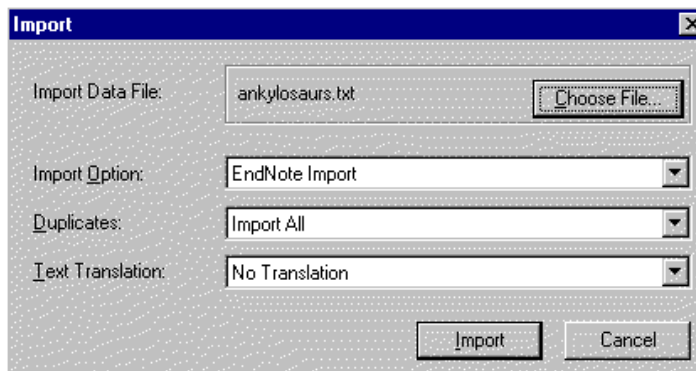 Import
Import Data File: ankylosaurs.txt Choose File...
Import Option: EndNote Import
Duplicates: Import All
Text Translation: No Translation
Import Cancel